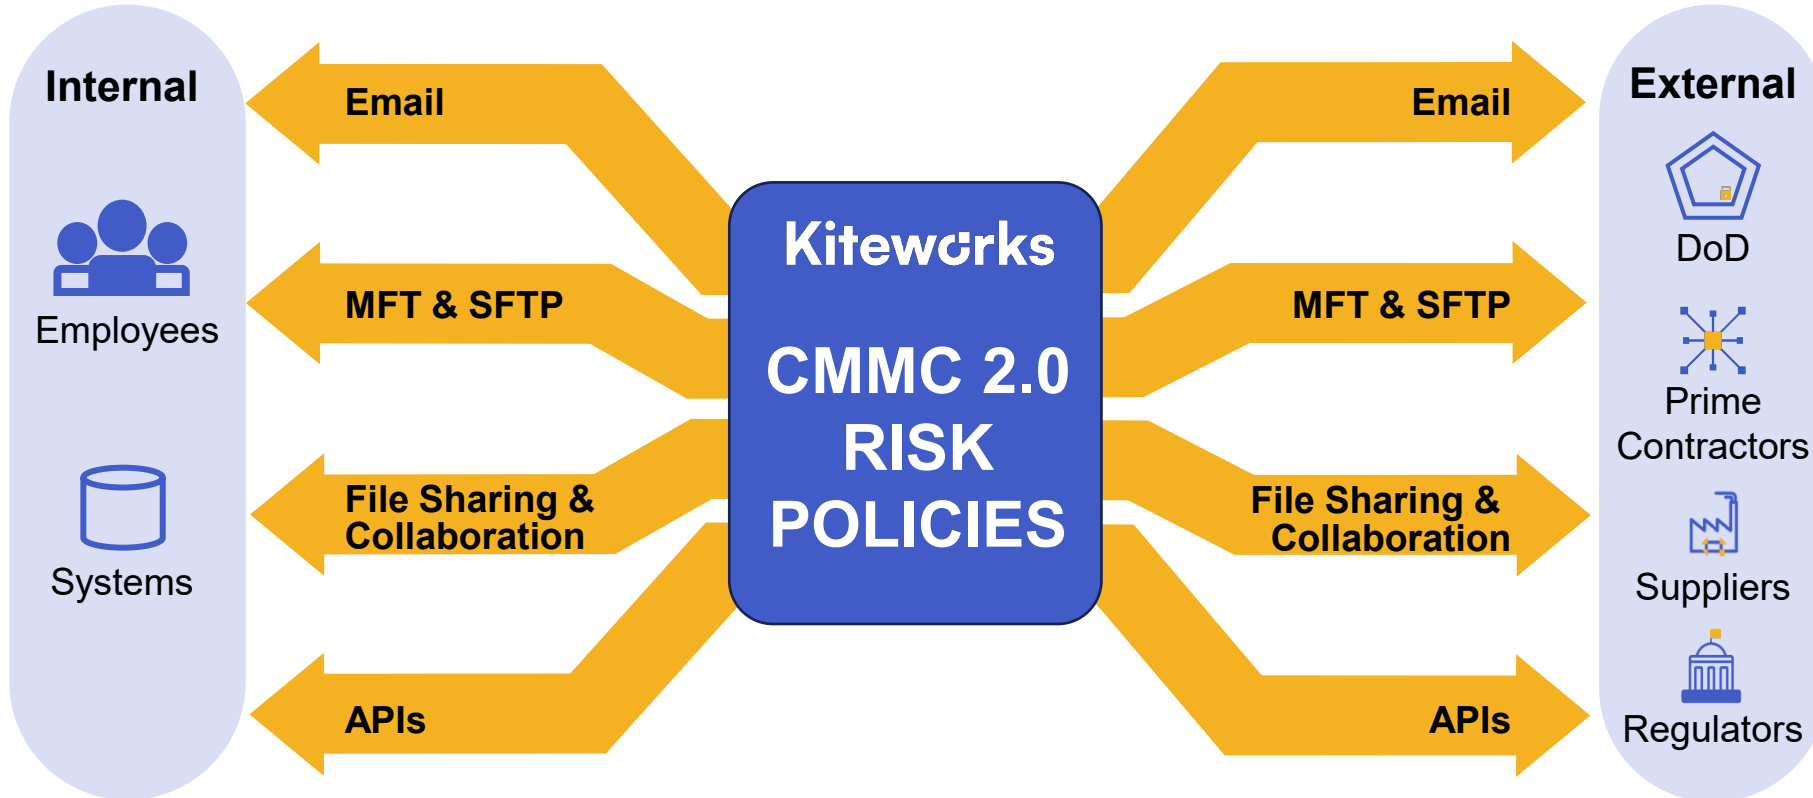 Internal
Employees
Systems
Email
MFT & SFTP
File Sharing &
Collaboration
APIs
Kiteworks
CMMC 2.0
RISK
POLICIES
Email
MFT & SFTP
File Sharing &
Collaboration
APIs
External
DoD
Prime
Contractors
Suppliers
Regulators